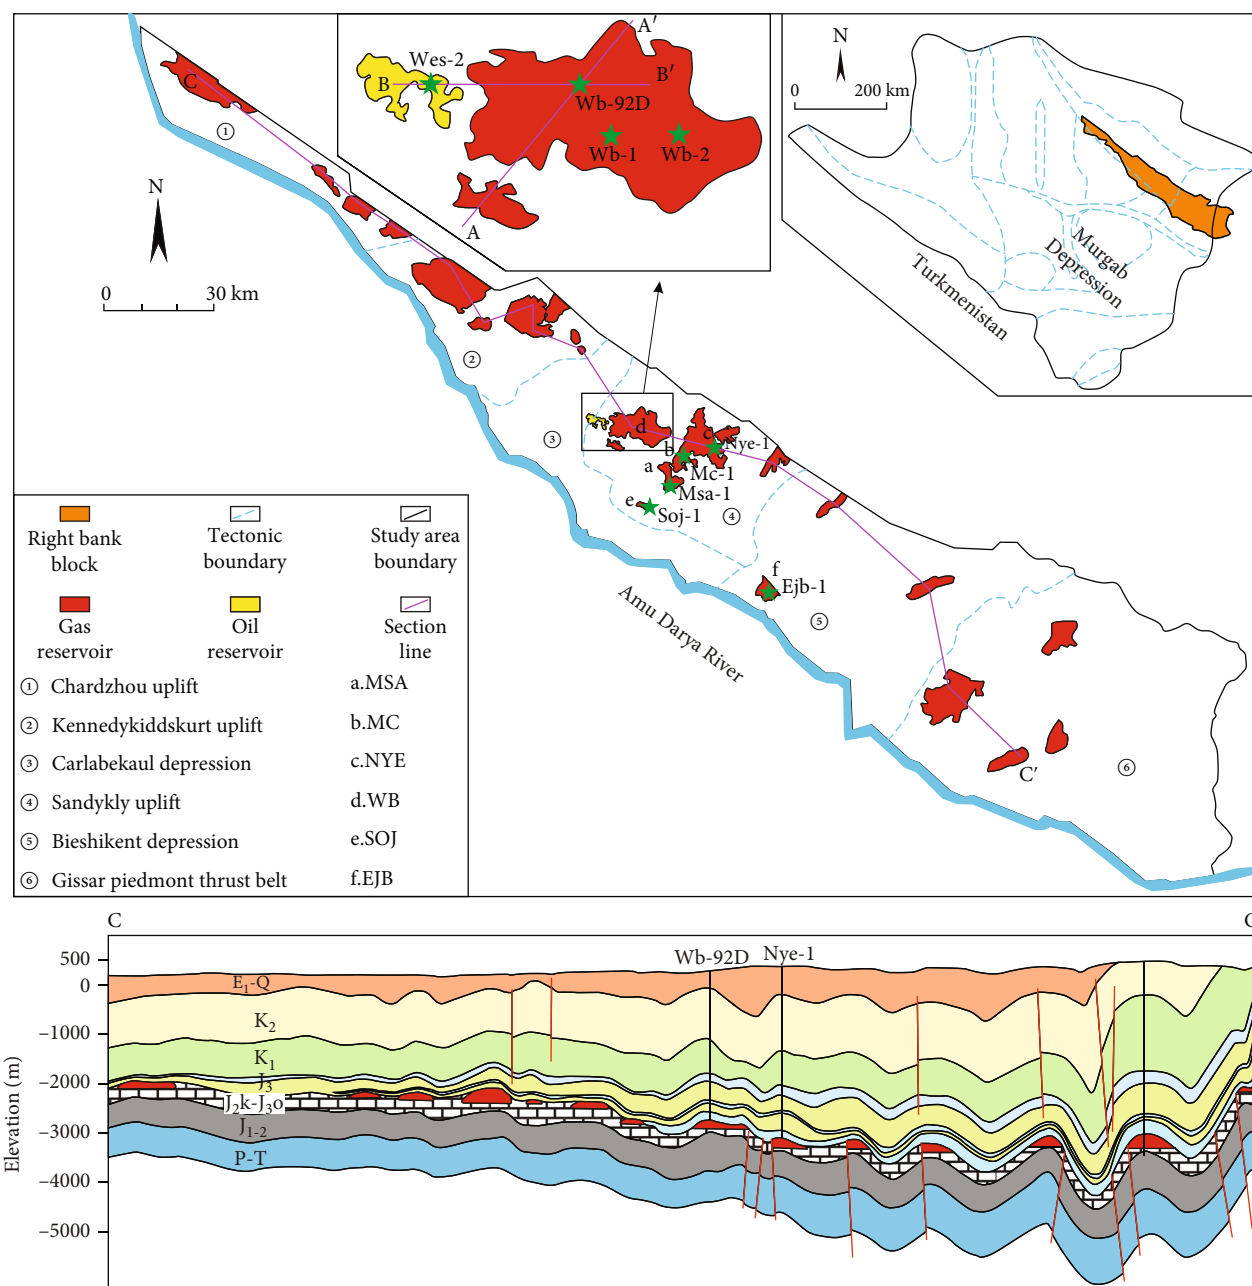 A′
Wes-2
B
B′
Wb-92D
Wb-1
Wb-2
A
N
0 200 km
Murgab
Depression
Turkmenistan
C
①
N
0 30 km
②
③
d
c
Nye-1
b
Mc-1
a
Msa-1
e
Soj-1
④
f
Ejb-1
⑤
Amu Darya River
C′
⑥
Right bank
block
Tectonic
boundary
Study area
boundary
Gas
reservoir
Oil
reservoir
Section
line
① Chardzhou uplift
a.MSA
② Kennedykiddskurt uplift
b.MC
③ Carlabekaul depression
c.NYE
④ Sandykly uplift
d.WB
⑤ Bieshikent depression
e.SOJ
⑥ Gissar piedmont thrust belt
f.EJB
C
Wb-92D
Nye-1
Elevation (m)
500
0
−1000
−2000
−3000
−4000
−5000
E₁-Q
K₂
K₁
J₃
J₂k-J₃o
J₁₋₂
P-T